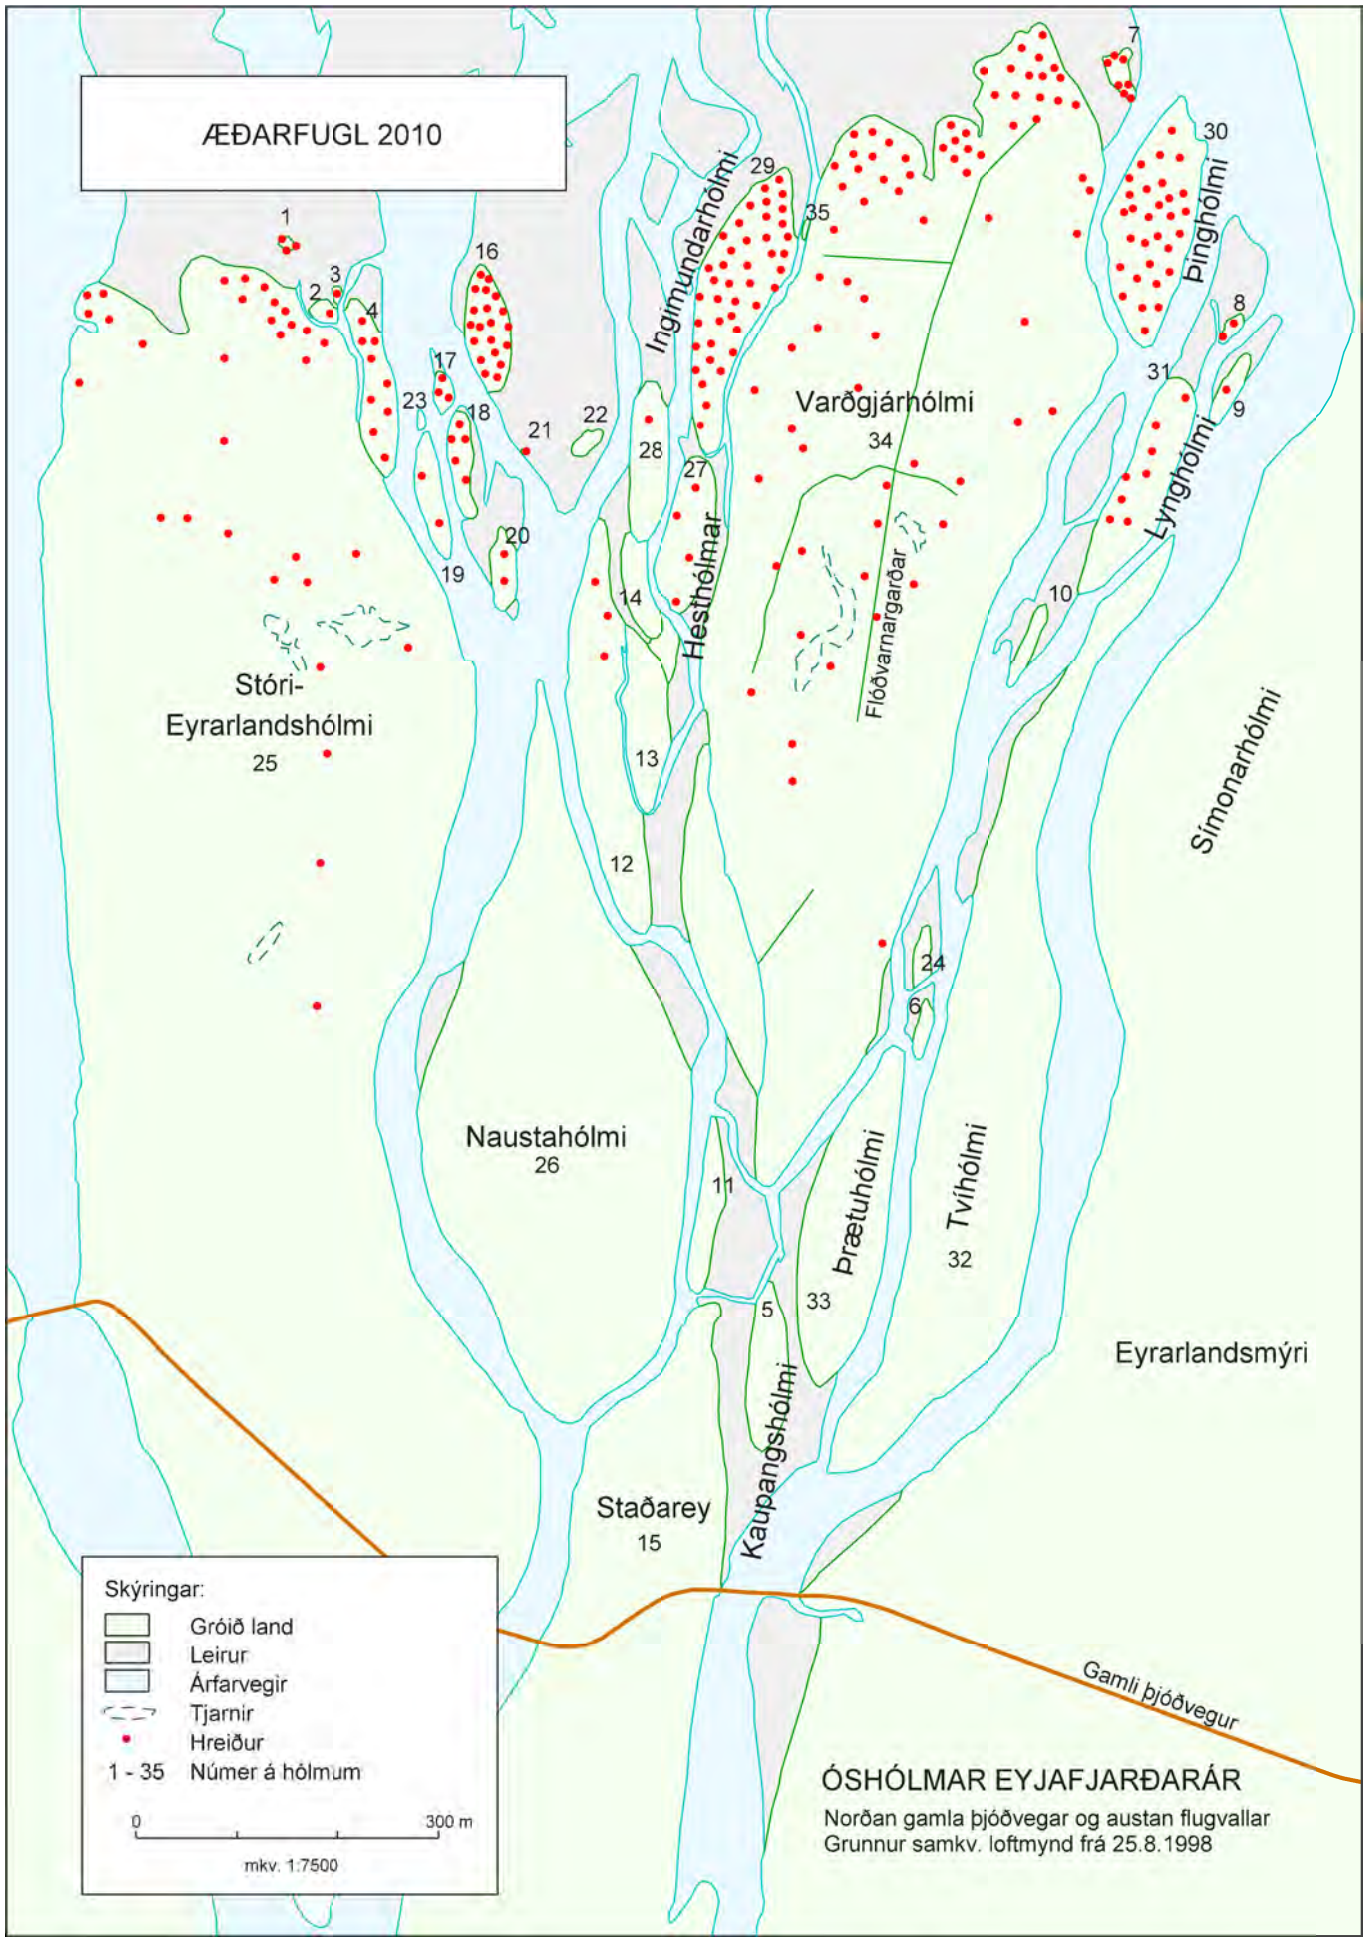 ÆÐARFUGL 2010
7
30
Þinghólmi
29
35
Ingimundarhólmi
1
2
3
4
16
8
31
9
Lynghólmi
17
23
18
21
22
28
27
Varðgjárhólmi
34
20
19
14
Hesthólmar
Flóðvarnargarðar
10
Stóri-
Eyrarlandshólmi
25
13
Símonarhólmi
12
24
6
Naustahólmi
26
11
Þrætuhólmi
33
Tvíhólmi
32
5
Kaupangshólmi
Eyrarlandsmýri
Staðarey
15
Gamli þjóðvegur
Skýringar:
Gróið land
Leirur
Árfarvegir
Tjarnir
Hreiður
1 - 35 Númer á hólmum
0 300 m
mkv. 1:7500
ÓSHÓLMAR EYJAFJARÐARÁR
Norðan gamla þjóðvegar og austan flugvallar
Grunnur samkv. loftmynd frá 25.8.1998